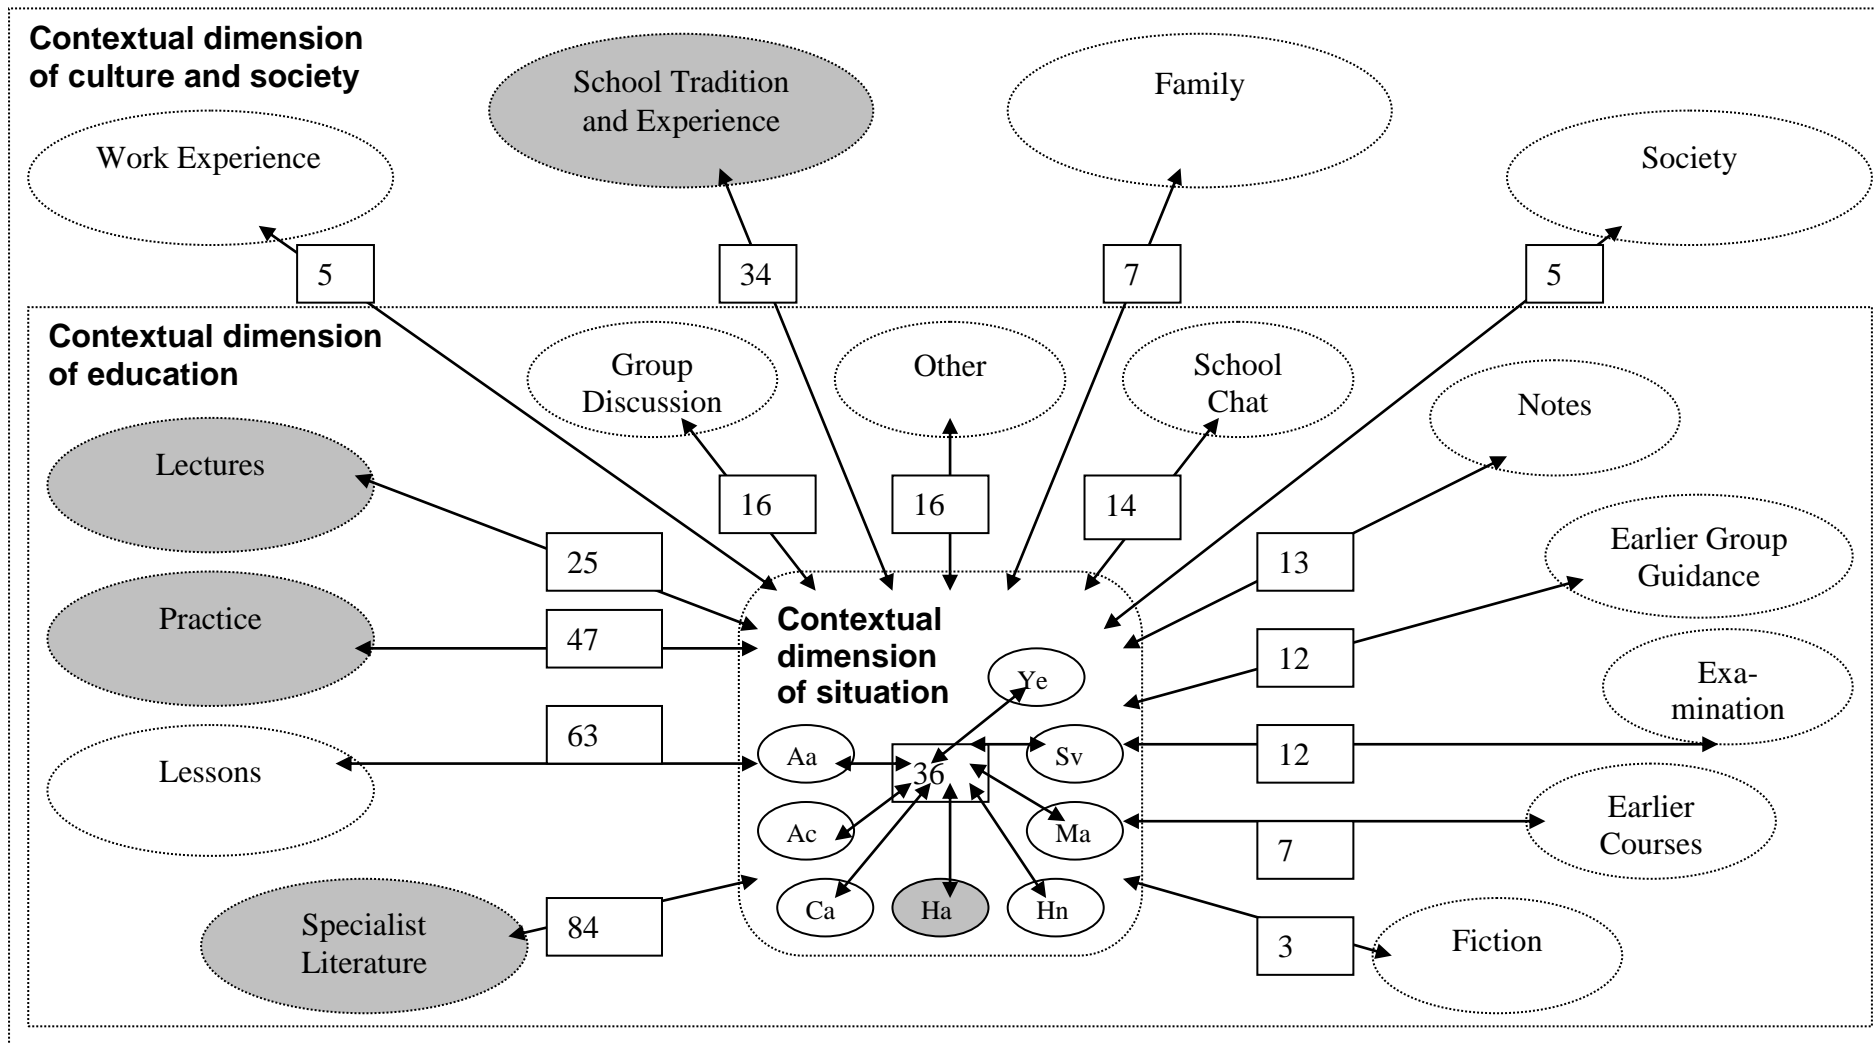 Contextual dimension
of culture and society
School Tradition
and Experience
Family
Work Experience
Society
5
34
7
5
Contextual dimension
of education
Group
Discussion
Other
School
Chat
Notes
Lectures
16
16
14
25
13
Earlier Group
Guidance
Practice
47
12
Contextual
dimension
of situation
Ye
Exa-
mination
Lessons
63
Aa
36
Sv
12
Ac
Ma
Earlier
Courses
7
Ca
Ha
Hn
Specialist
Literature
84
3
Fiction